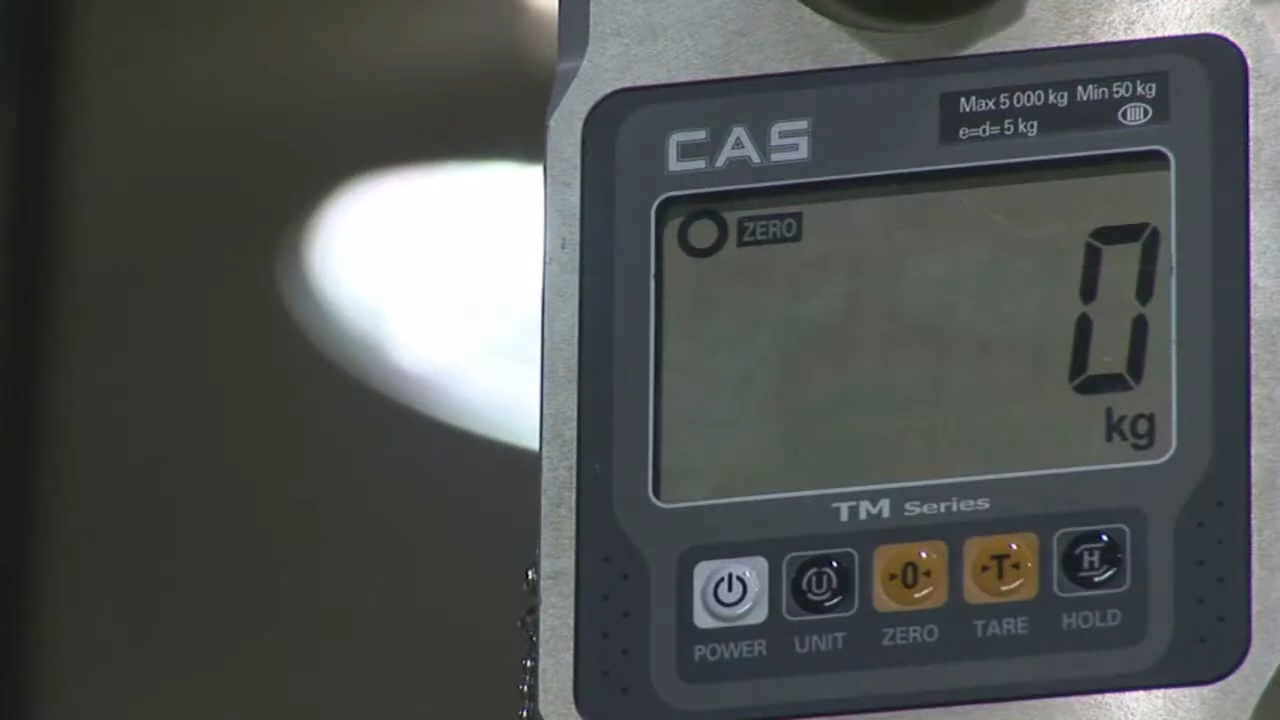 Max 5 000 kg Min 50 kg
e=d= 5 kg
CAS
ZERO
0
kg
TM Series
U
0
T
H
POWER UNIT ZERO TARE HOLD